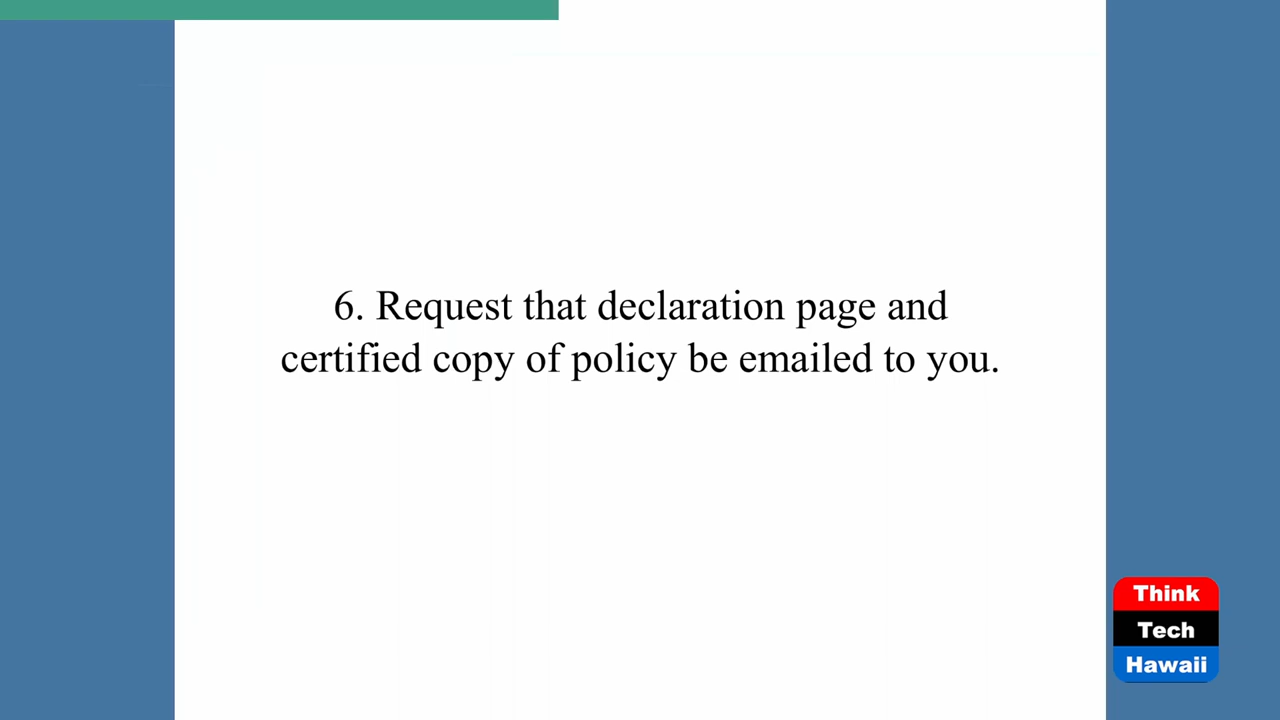 6. Request that declaration page and
certified copy of policy be emailed to you.
Think
Tech
Hawaii